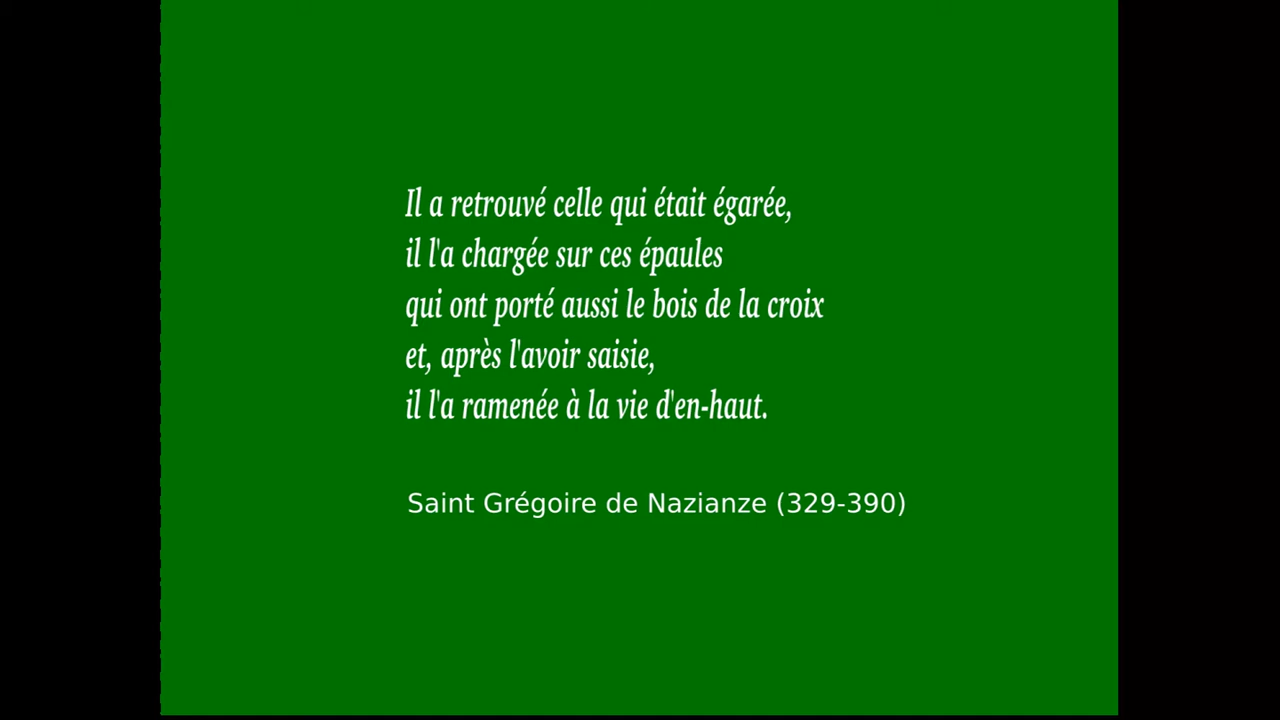 Il a retrouvé celle qui était égarée,
il l'a chargée sur ces épaules
qui ont porté aussi le bois de la croix
et, après l'avoir saisie,
il l'a ramenée à la vie d'en-haut.
Saint Grégoire de Nazianze (329-390)